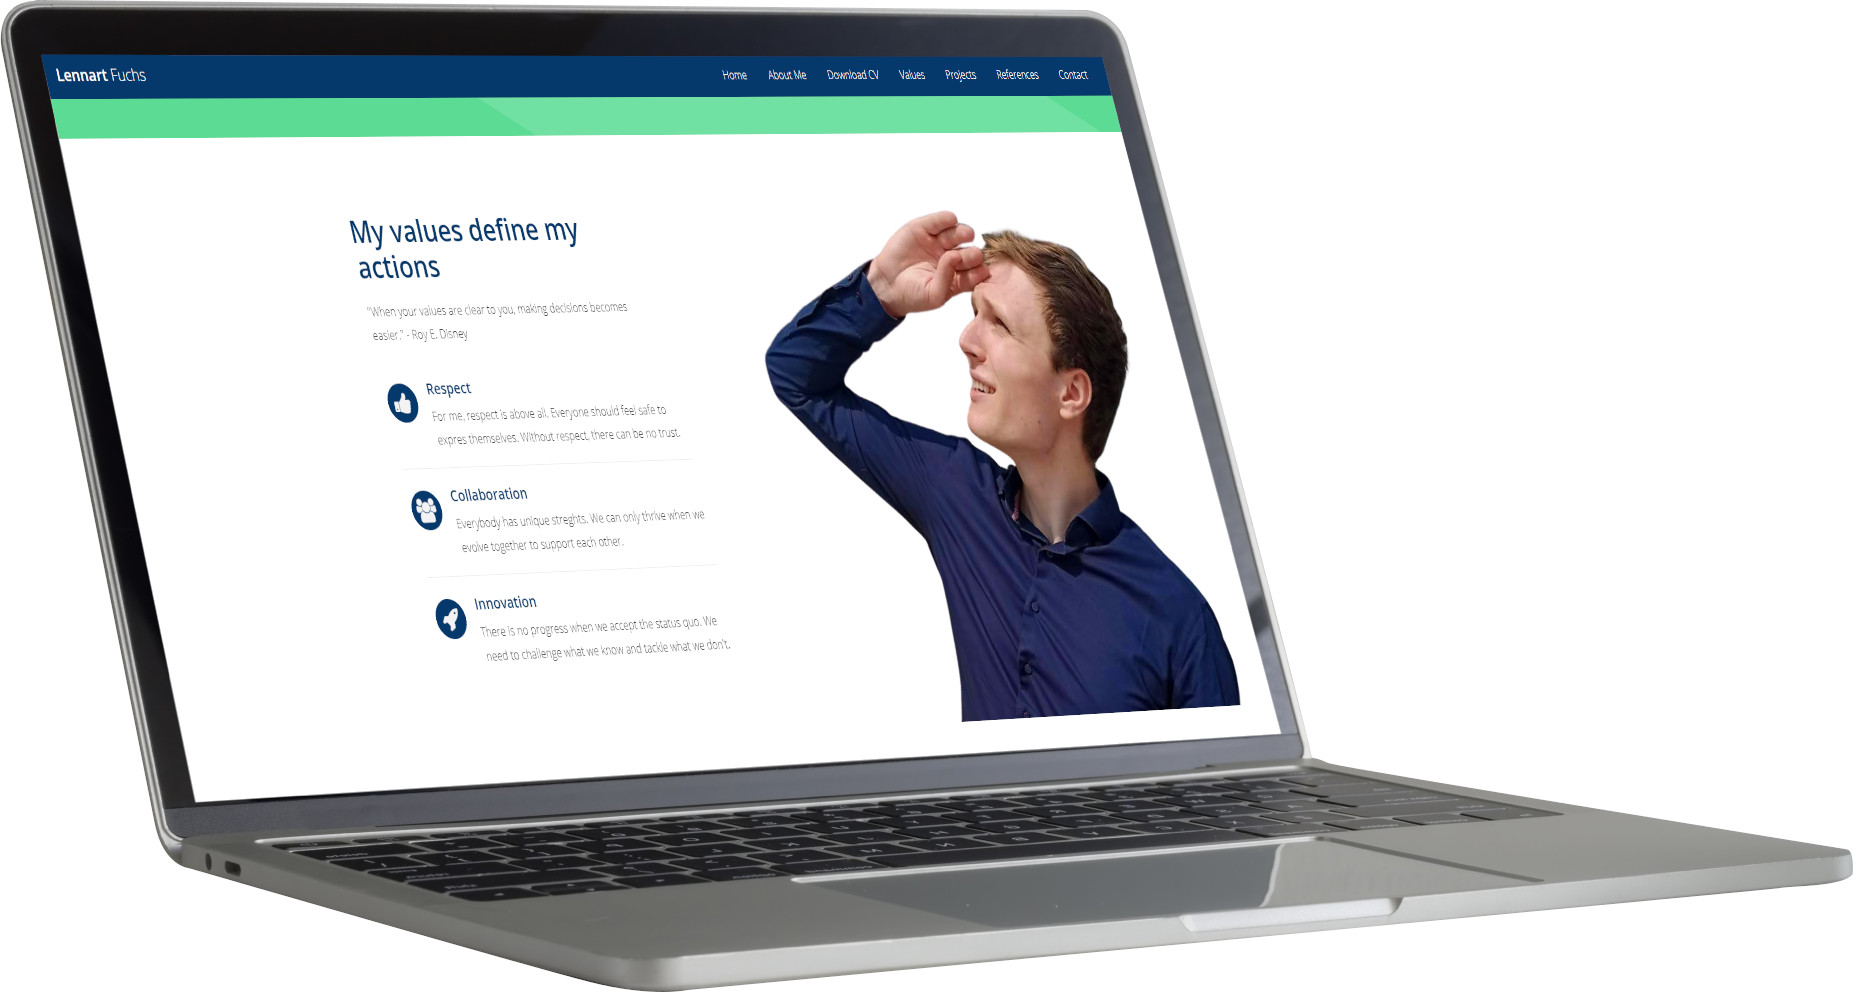 Lennart Fuchs
Home About Me Download CV Values Projects References Contact
My values define my
actions
"When your values are clear to you, making decisions becomes
easier." - Roy E. Disney
Respect
For me, respect is above all. Everyone should feel safe to
expres themselves. Without respect, there can be no trust.
Collaboration
Everybody has unique streghts. We can only thrive when we
evolve together to support each other.
Innovation
There is no progress when we accept the status quo. We
need to challenge what we know and tackle what we don't.